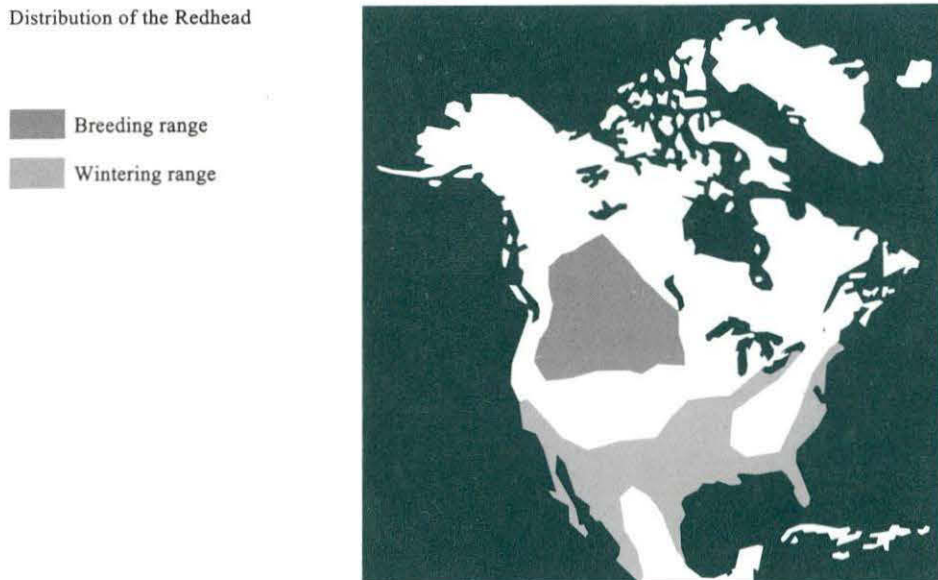 Distribution of the Redhead
Breeding range
Wintering range